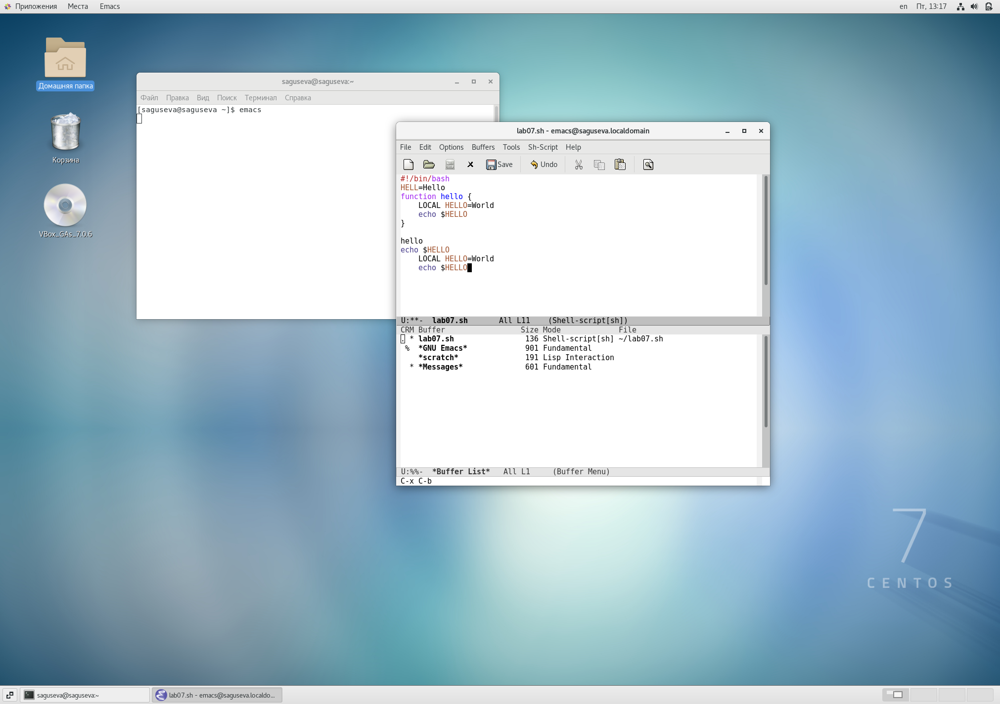 Приложения Места Emacs en Пт, 13:17
Домашняя папка
Корзина
VBox_GAs_7.0.6
saguseva@saguseva:~
Файл Правка Вид Поиск Терминал Справка
[saguseva@saguseva ~]$ emacs
lab07.sh - emacs@saguseva.localdomain
File Edit Options Buffers Tools Sh-Script Help
Save Undo
#!/bin/bash
HELL=Hello
function hello {
    LOCAL HELLO=World
    echo $HELLO
}
hello
echo $HELLO
    LOCAL HELLO=World
    echo $HELLO
U:**-  lab07.sh       All L11    (Shell-script[sh])
CRM Buffer                 Size Mode             File
. * lab07.sh                136 Shell-script[sh] ~/lab07.sh
 %  *GNU Emacs*             901 Fundamental
    *scratch*               191 Lisp Interaction
  * *Messages*              601 Fundamental
U:%%-  *Buffer List*   All L1     (Buffer Menu)
C-x C-b
7
CENTOS
saguseva@saguseva:~ lab07.sh - emacs@saguseva.localdo...